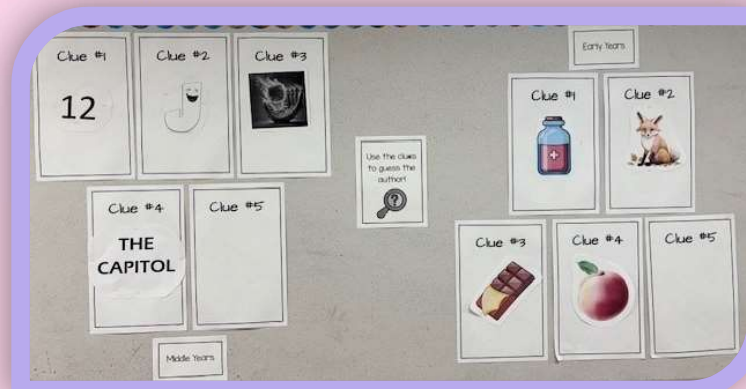 Clue #1
12
Clue #2
Clue #3
Clue #4
THE
CAPITOL
Clue #5
Middle Years
Use the clues
to guess the
author!
?
Early Years
Clue #1
Clue #2
Clue #3
Clue #4
Clue #5